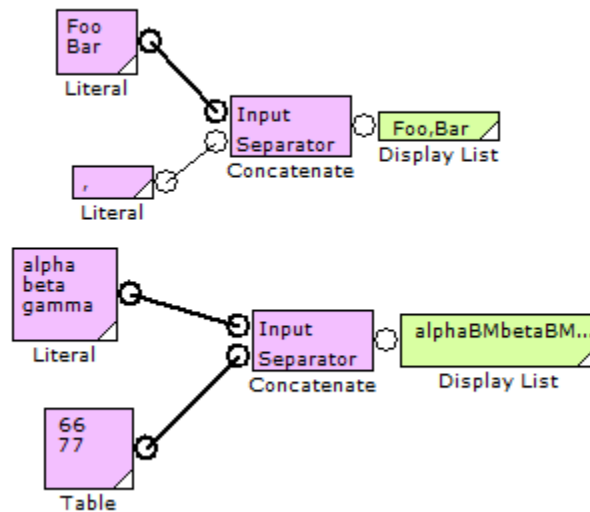 Foo
Bar
Literal
Input
Separator
Concatenate
Foo,Bar
Display List
,
Literal
alpha
beta
gamma
Literal
Input
Separator
Concatenate
alphaBMbetaBM...
Display List
66
77
Table